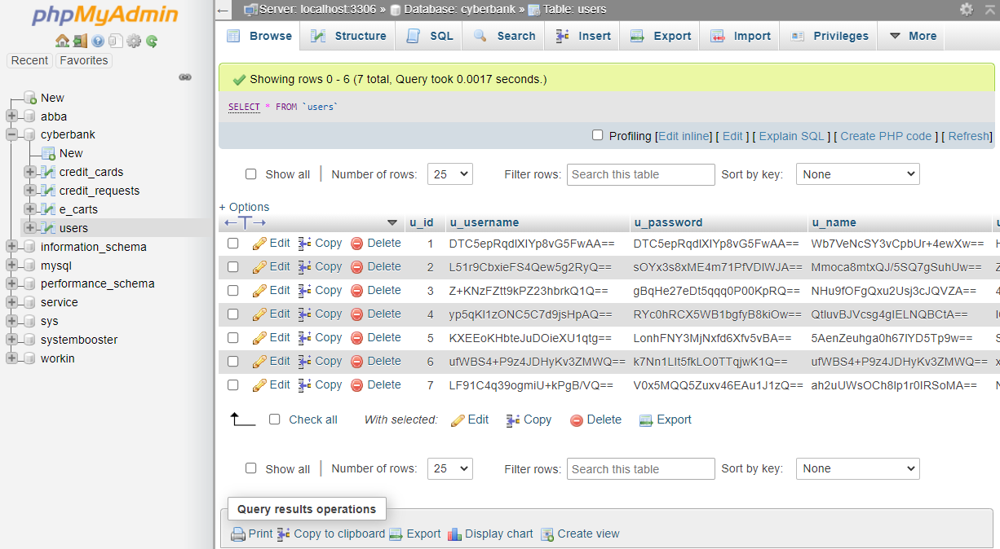 phpMyAdmin
Recent Favorites
New
abba
cyberbank
New
credit_cards
credit_requests
e_carts
users
information_schema
mysql
performance_schema
service
sys
systembooster
workin
Server: localhost:3306 » Database: cyberbank » Table: users
Browse Structure SQL Search Insert Export Import Privileges More
Showing rows 0 - 6 (7 total, Query took 0.0017 seconds.)
SELECT * FROM `users`
Profiling [Edit inline] [ Edit ] [ Explain SQL ] [ Create PHP code ] [ Refresh]
Show all Number of rows: 25 Filter rows: Search this table Sort by key: None
+ Options
u_id u_username u_password u_name
Edit Copy Delete 1 DTC5epRqdlXIYp8vG5FwAA== DTC5epRqdlXIYp8vG5FwAA== Wb7VeNcSY3vCpbUr+4ewXw==
Edit Copy Delete 2 L51r9CbxieFS4Qew5g2RyQ== sOYx3s8xME4m71PfVDIWJA== Mmoca8mtxQJ/5SQ7gSuhUw==
Edit Copy Delete 3 Z+KNzFZtt9kPZ23hbrkQ1Q== gBqHe27eDt5qqq0P00KpRQ== NHu9fOFgQxu2Usj3cJQVZA==
Edit Copy Delete 4 yp5qKl1zONC5C7d9jsHpAQ== RYc0hRCX5WB1bgfyB8kiOw== QtluvBJVcsg4gIELNQBCtA==
Edit Copy Delete 5 KXEEoKHbteJuDOieXU1qtg== LonhFNY3MjNxfd6Xfv5vBA== 5AenZeuhga0h67lYD5Tp9w==
Edit Copy Delete 6 ufWBS4+P9z4JDHyKv3ZMWQ== k7Nn1LIt5fkLO0TTqjwK1Q== ufWBS4+P9z4JDHyKv3ZMWQ==
Edit Copy Delete 7 LF91C4q39ogmiU+kPgB/VQ== V0x5MQQ5Zuxv46EAu1J1zQ== ah2uUWsOCh8lp1r0IRSoMA==
Check all With selected: Edit Copy Delete Export
Show all Number of rows: 25 Filter rows: Search this table Sort by key: None
Query results operations
Print Copy to clipboard Export Display chart Create view